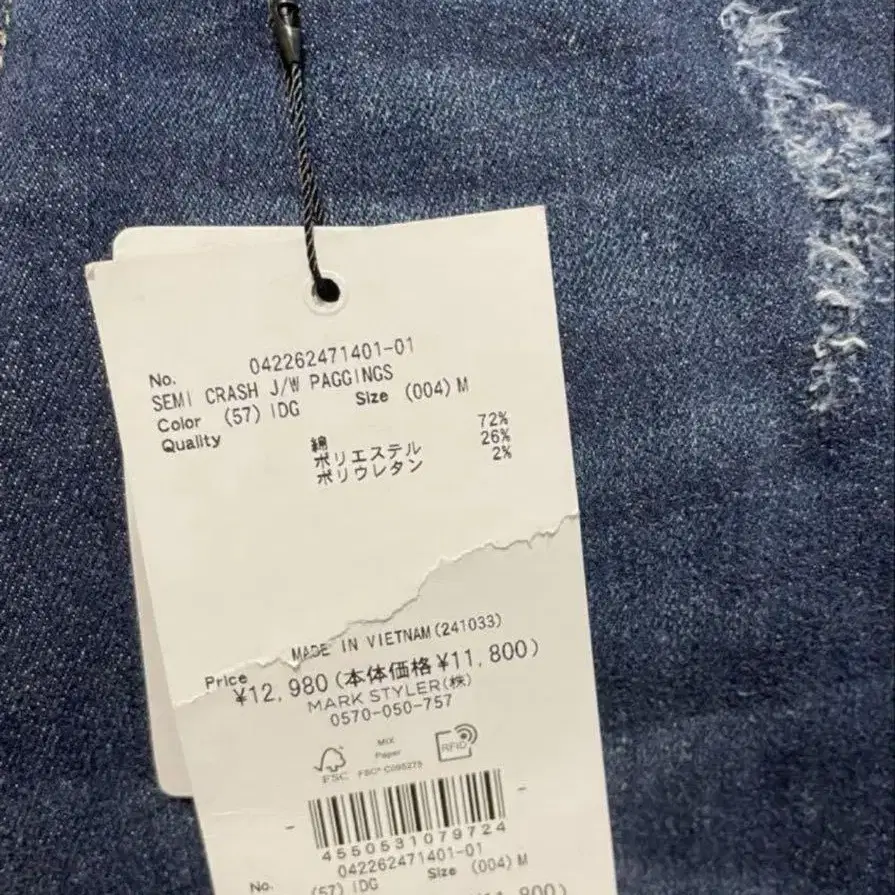 No. 042262471401-01
SEMI CRASH J/W PAGGINGS
Color (57) IDG Size (004) M
Quality 綿 72%
ポリエステル 26%
ポリウレタン 2%
MADE IN VIETNAM(241033)
Price ¥12,980(本体価格¥11,800)
MARK STYLER(株)
0570-050-757
FSC
MIX
Paper
FSC® C095275
RFID
4550531079724
042262471401-01
No. (57) IDG Size (004) M
800)